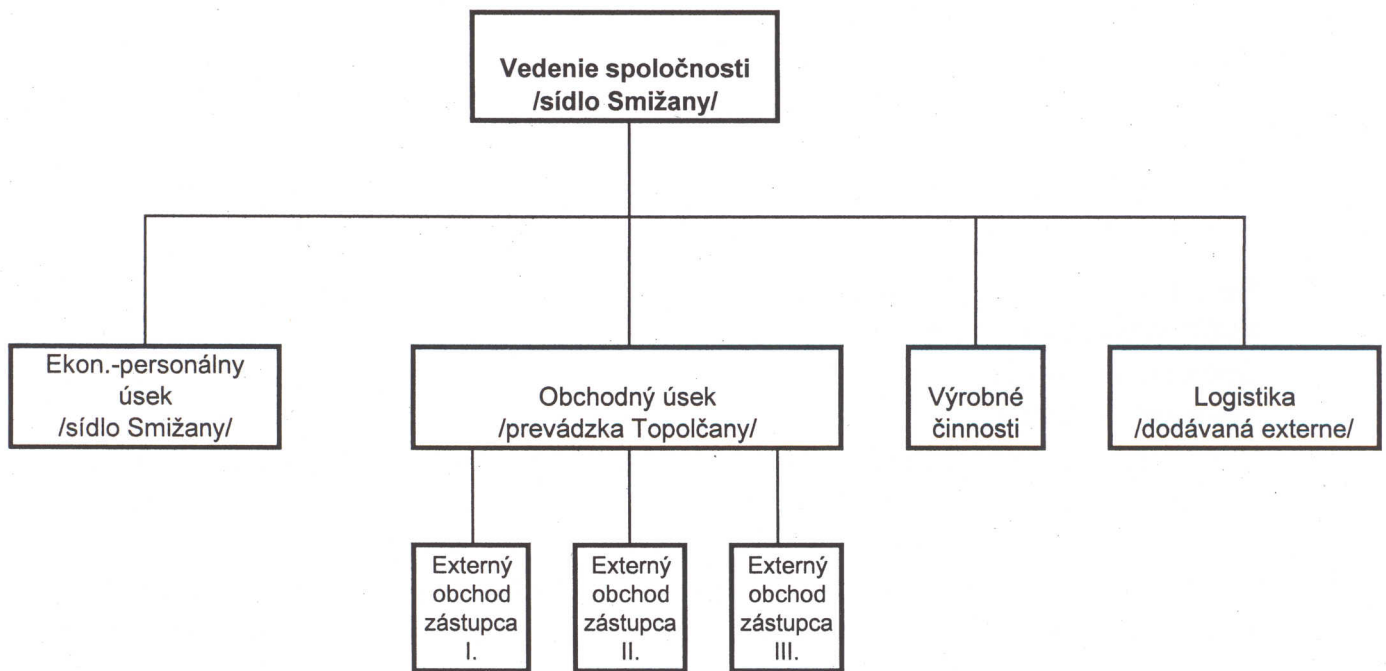 Vedenie spoločnosti
/sídlo Smižany/
Ekon.-personálny
úsek
/sídlo Smižany/
Obchodný úsek
/prevádzka Topolčany/
Výrobné
činnosti
Logistika
/dodávaná externe/
Externý
obchod
zástupca
I.
Externý
obchod
zástupca
II.
Externý
obchod
zástupca
III.